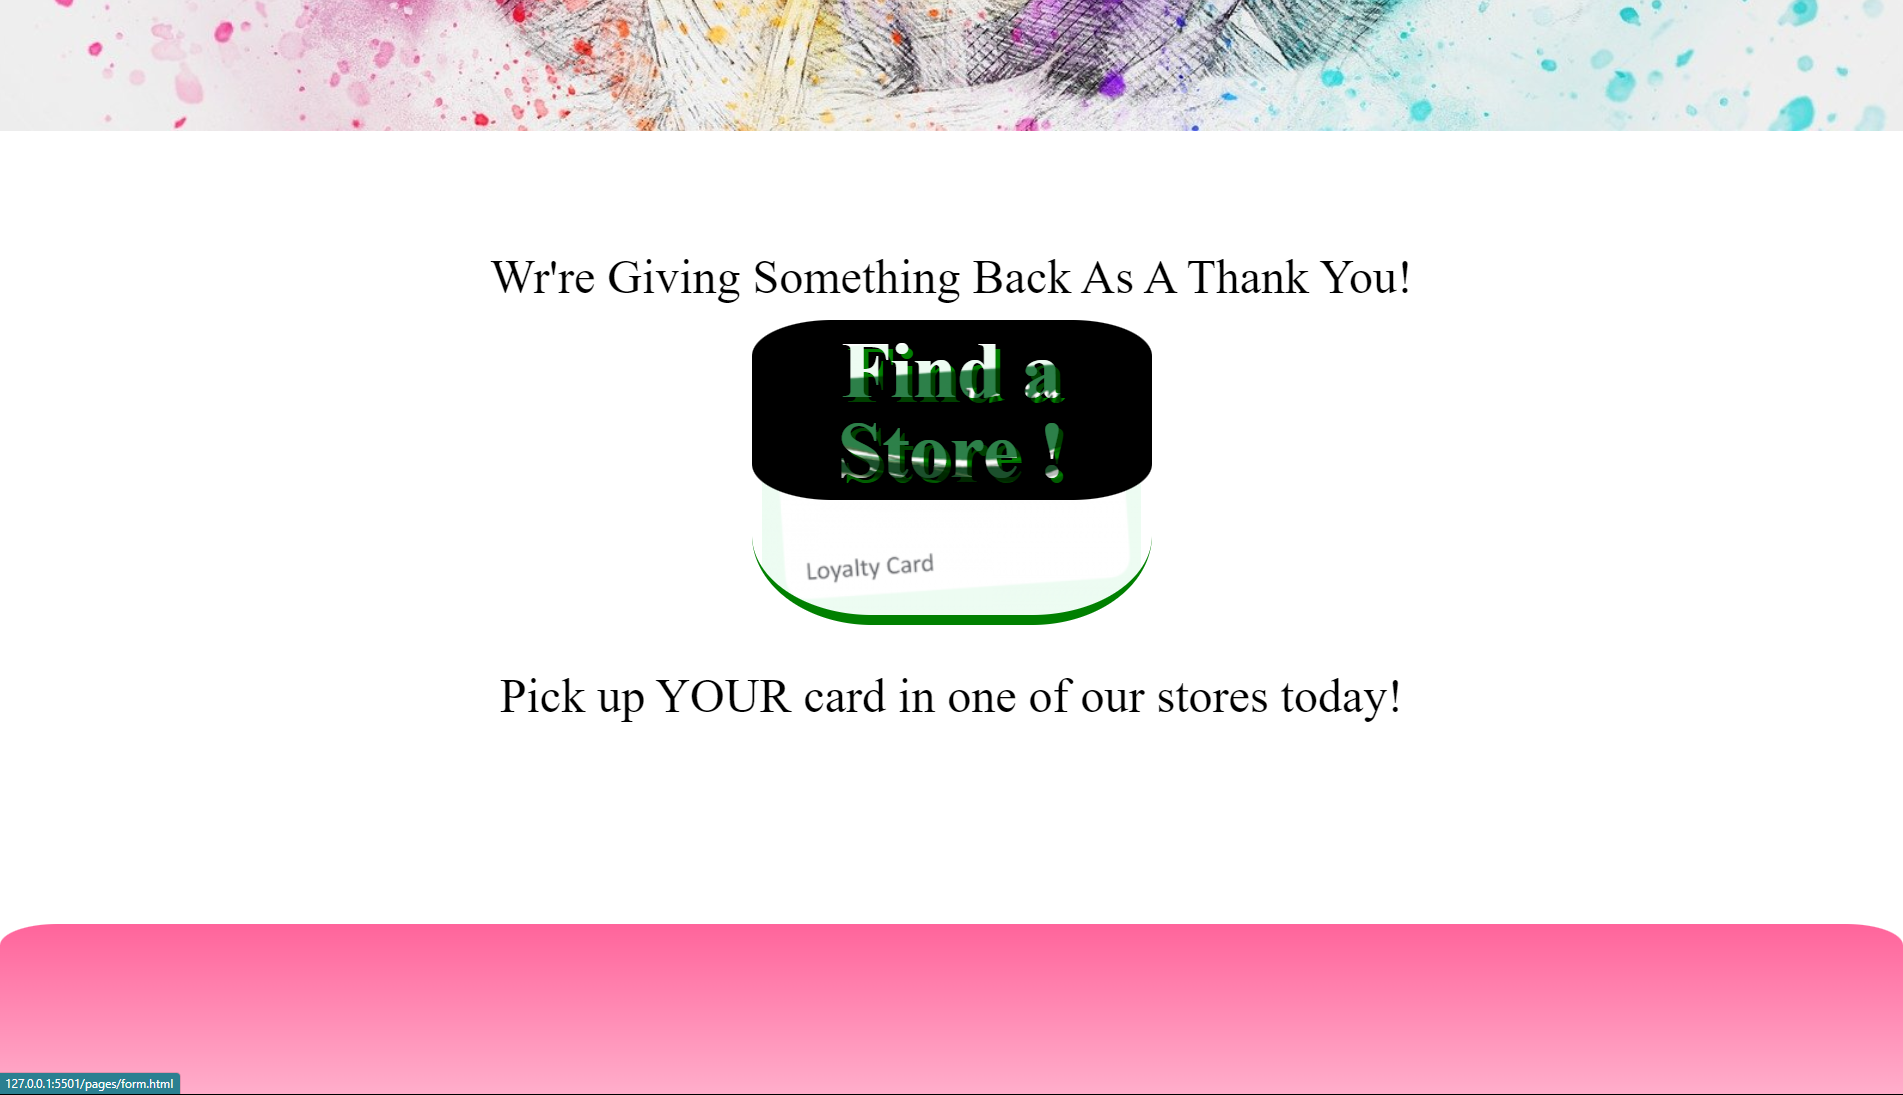 Wr're Giving Something Back As A Thank You!
Find a
Store !
Loyalty Card
Pick up YOUR card in one of our stores today!
127.0.0.1:5501/pages/form.html